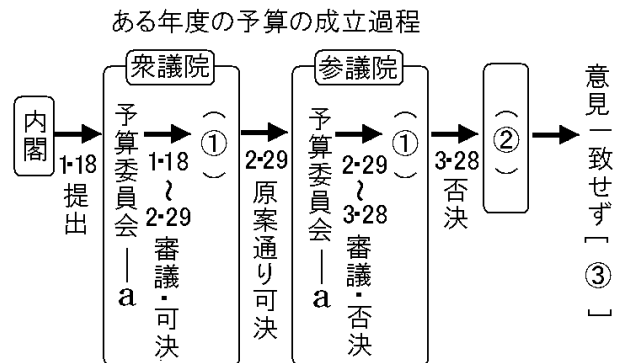 ある年度の予算の成立過程
内閣
1・18
提出
衆議院
予算委員会―a
1・18～2・29
審議・可決
(①)
2・29
原案通り可決
参議院
予算委員会―a
2・29～3・28
審議・否決
(①)
3・28
否決
(②)
意見一致せず[③]